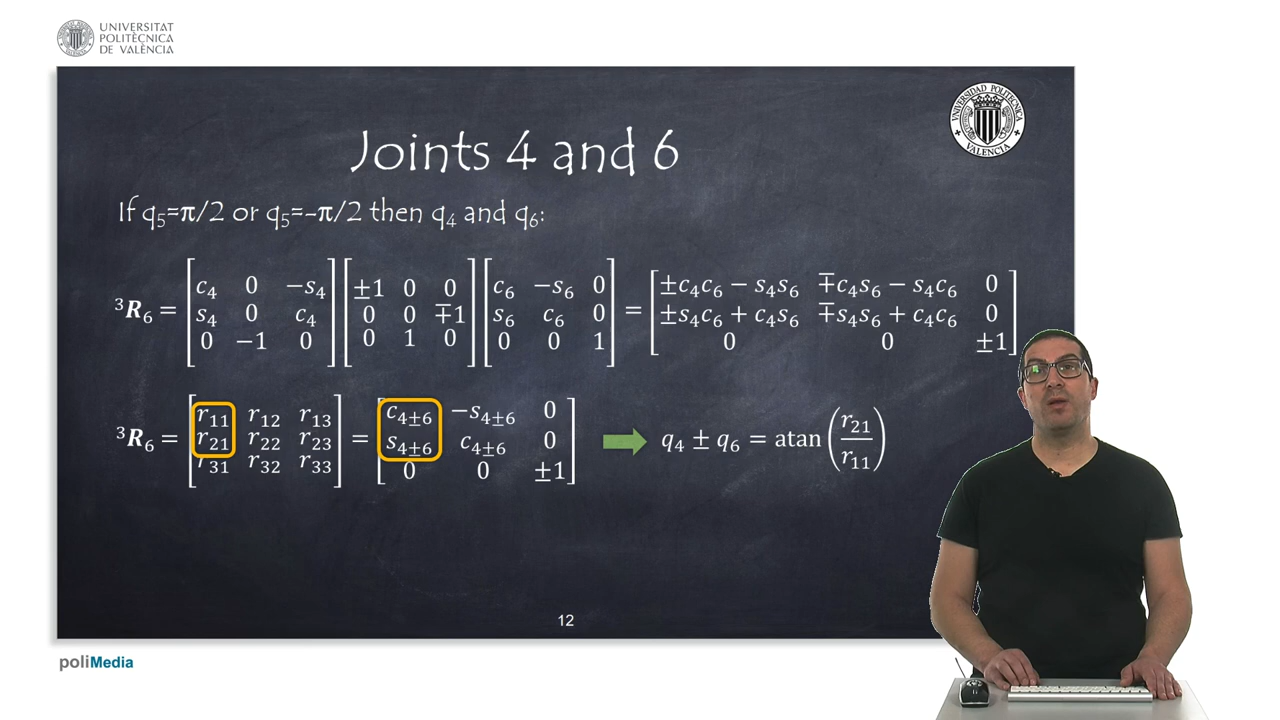 UNIVERSITAT
POLITÈCNICA
DE VALÈNCIA
UNIVERSIDAD POLITECNICA
VALENCIA
Joints 4 and 6
If q₅=π/2 or q₅=-π/2 then q₄ and q₆:
³R₆ = [c₄ 0 −s₄; s₄ 0 c₄; 0 −1 0] [±1 0 0; 0 0 ∓1; 0 1 0] [c₆ −s₆ 0; s₆ c₆ 0; 0 0 1] = [±c₄c₆ − s₄s₆ ∓c₄s₆ − s₄c₆ 0; ±s₄c₆ + c₄s₆ ∓s₄s₆ + c₄c₆ 0; 0 0 ±1]
³R₆ = [r₁₁ r₁₂ r₁₃; r₂₁ r₂₂ r₂₃; r₃₁ r₃₂ r₃₃] = [c₄±₆ −s₄±₆ 0; s₄±₆ c₄±₆ 0; 0 0 ±1] q₄ ± q₆ = atan(r₂₁/r₁₁)
12
poliMedia